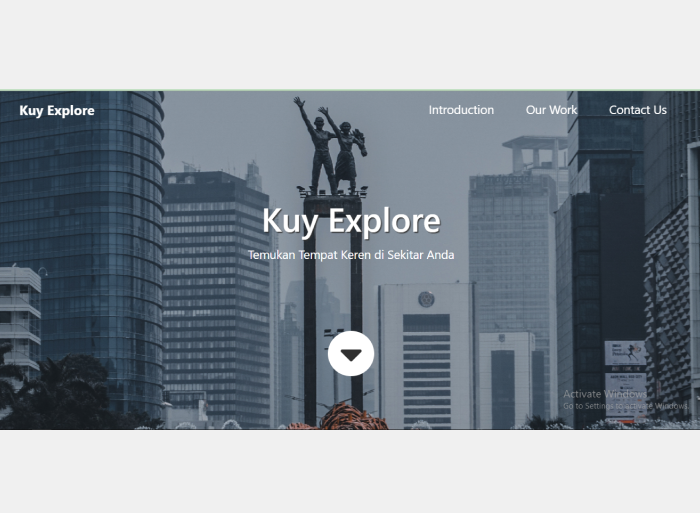 Kuy Explore
Introduction
Our Work
Contact Us
Kuy Explore
Temukan Tempat Keren di Sekitar Anda
Activate Windows
Go to Settings to activate Windows.